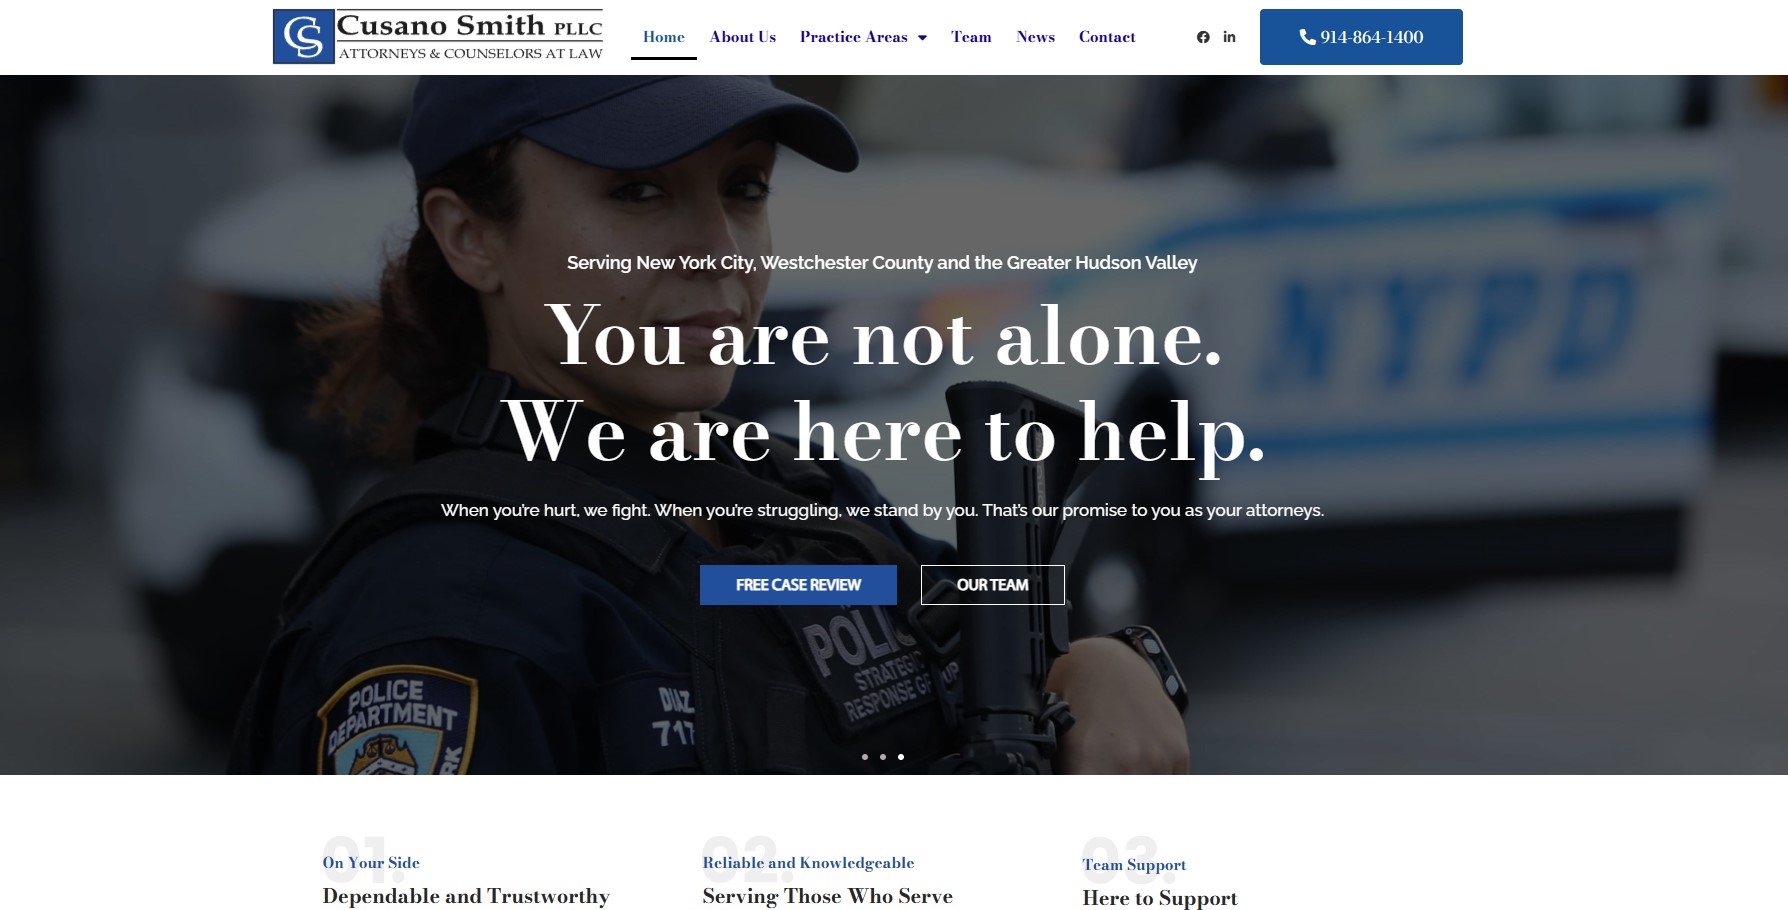 CS
Cusano Smith PLLC
ATTORNEYS & COUNSELORS AT LAW
Home
About Us
Practice Areas
Team
News
Contact
914-864-1400
NYPD
Serving New York City, Westchester County and the Greater Hudson Valley
You are not alone.
We are here to help.
When you're hurt, we fight. When you're struggling, we stand by you. That's our promise to you as your attorneys.
FREE CASE REVIEW
OUR TEAM
STRATEGIC
RESPONSE
POLICE
DEPARTMENT
DIAZ
01.
On Your Side
Dependable and Trustworthy
02.
Reliable and Knowledgeable
Serving Those Who Serve
03.
Team Support
Here to Support